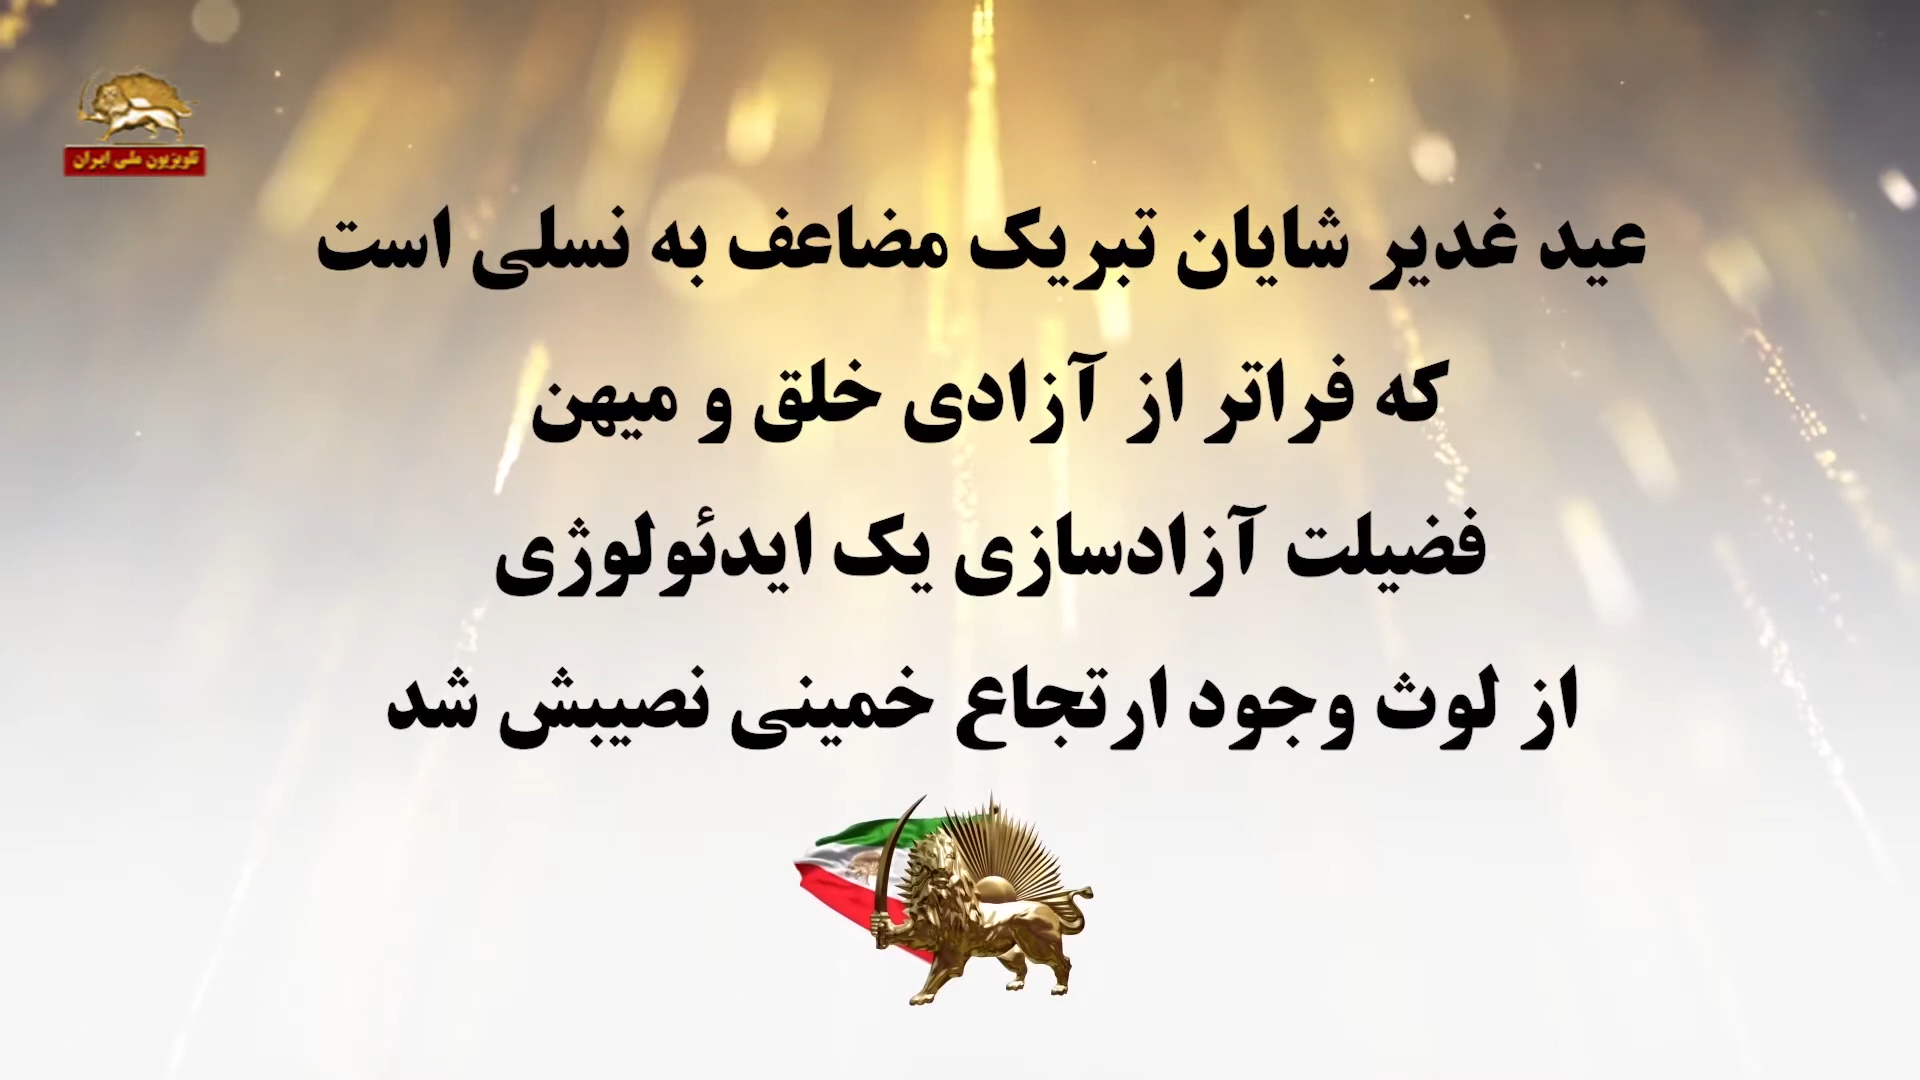 تلویزیون ملی ایران
عید غدیر شایان تبریک مضاعف به نسلی است
که فراتر از آزادی خلق و میهن
فضیلت آزادسازی یک ایدئولوژی
از لوث وجود ارتجاع خمینی نصیبش شد